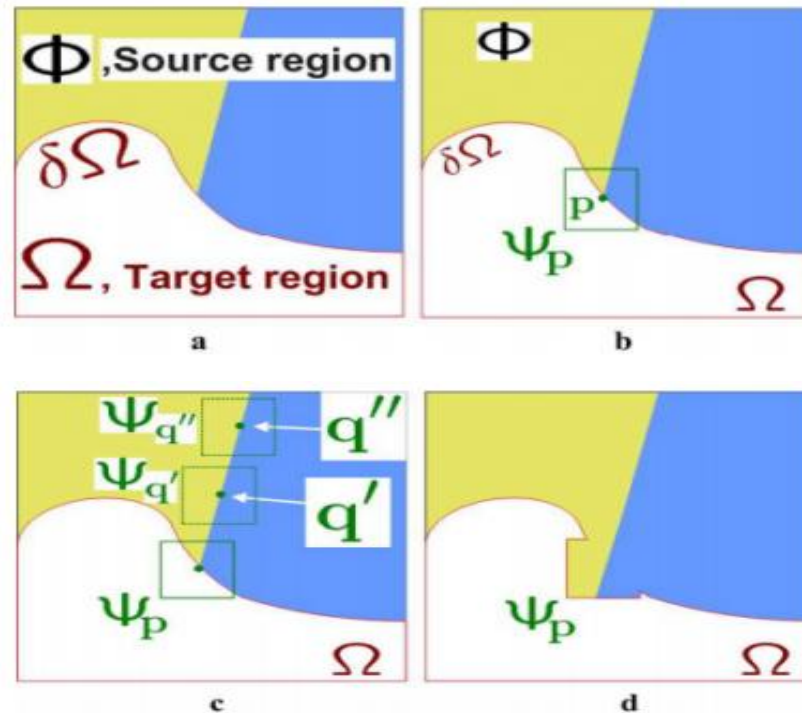 Φ ,Source region
δΩ
Ω, Target region
a
Φ
δΩ
p
Ψp
Ω
b
Ψq″
q″
Ψq′
q′
Ψp
Ω
c
Ψp
Ω
d